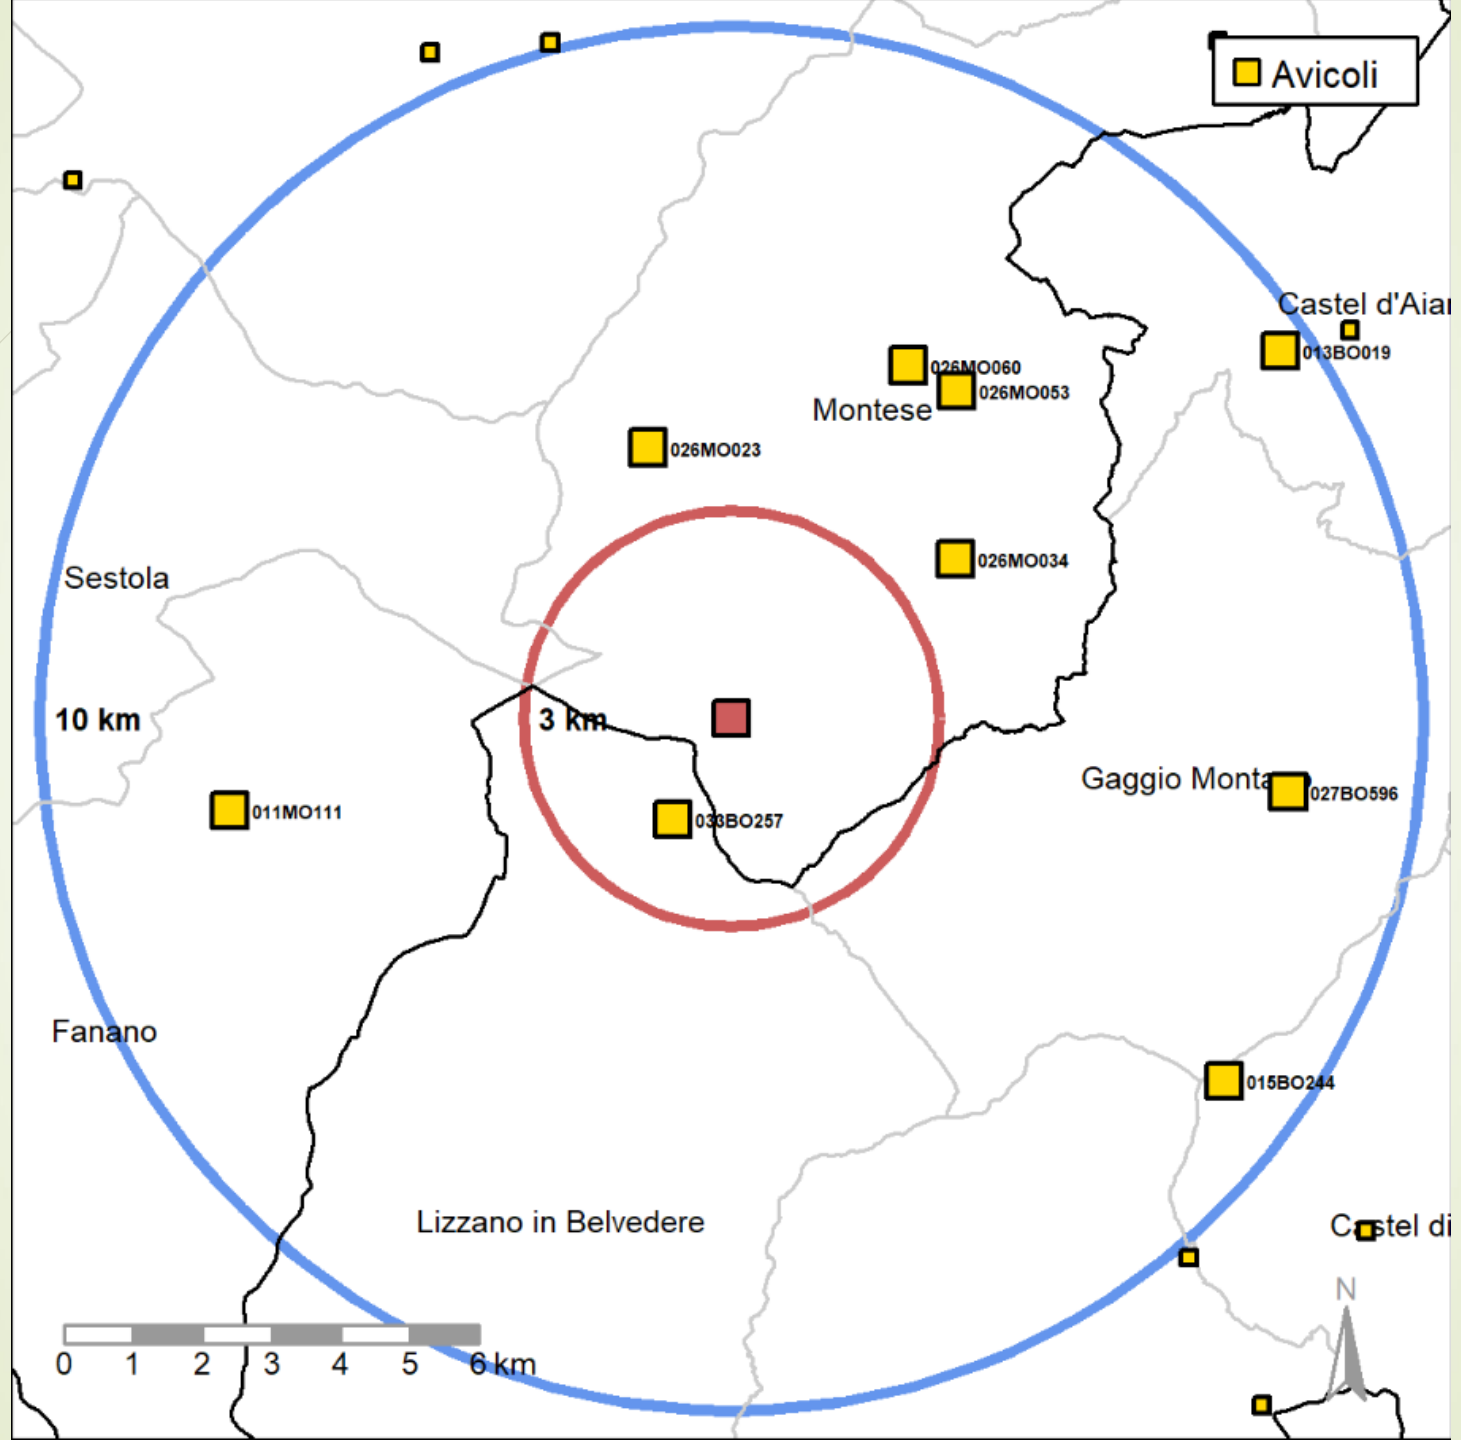 Avicoli
Castel d'Aiar
013BO019
026MO060
026MO053
Montese
026MO023
026MO034
Sestola
10 km
3 km
Gaggio Monta
027BO596
011MO111
033BO257
Fanano
015BO244
Lizzano in Belvedere
Castel di
N
0 1 2 3 4 5 6 km